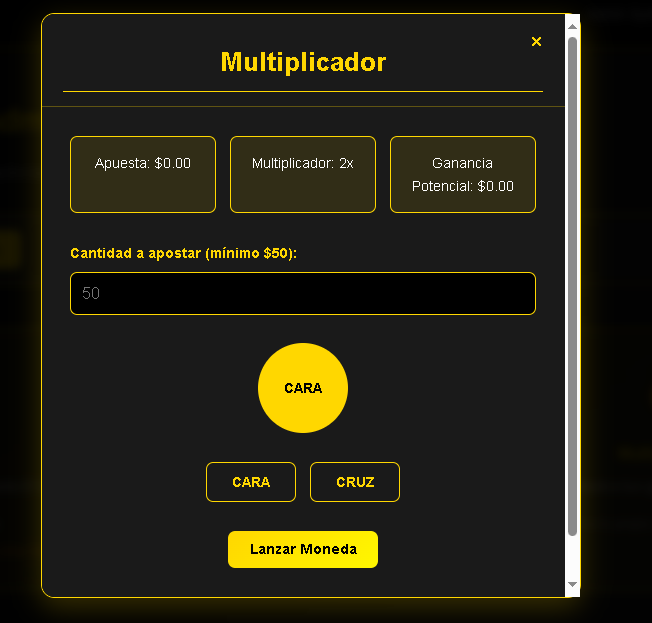 ×
Multiplicador
Apuesta: $0.00
Multiplicador: 2x
Ganancia
Potencial: $0.00
Cantidad a apostar (mínimo $50):
50
CARA
CARA
CRUZ
Lanzar Moneda